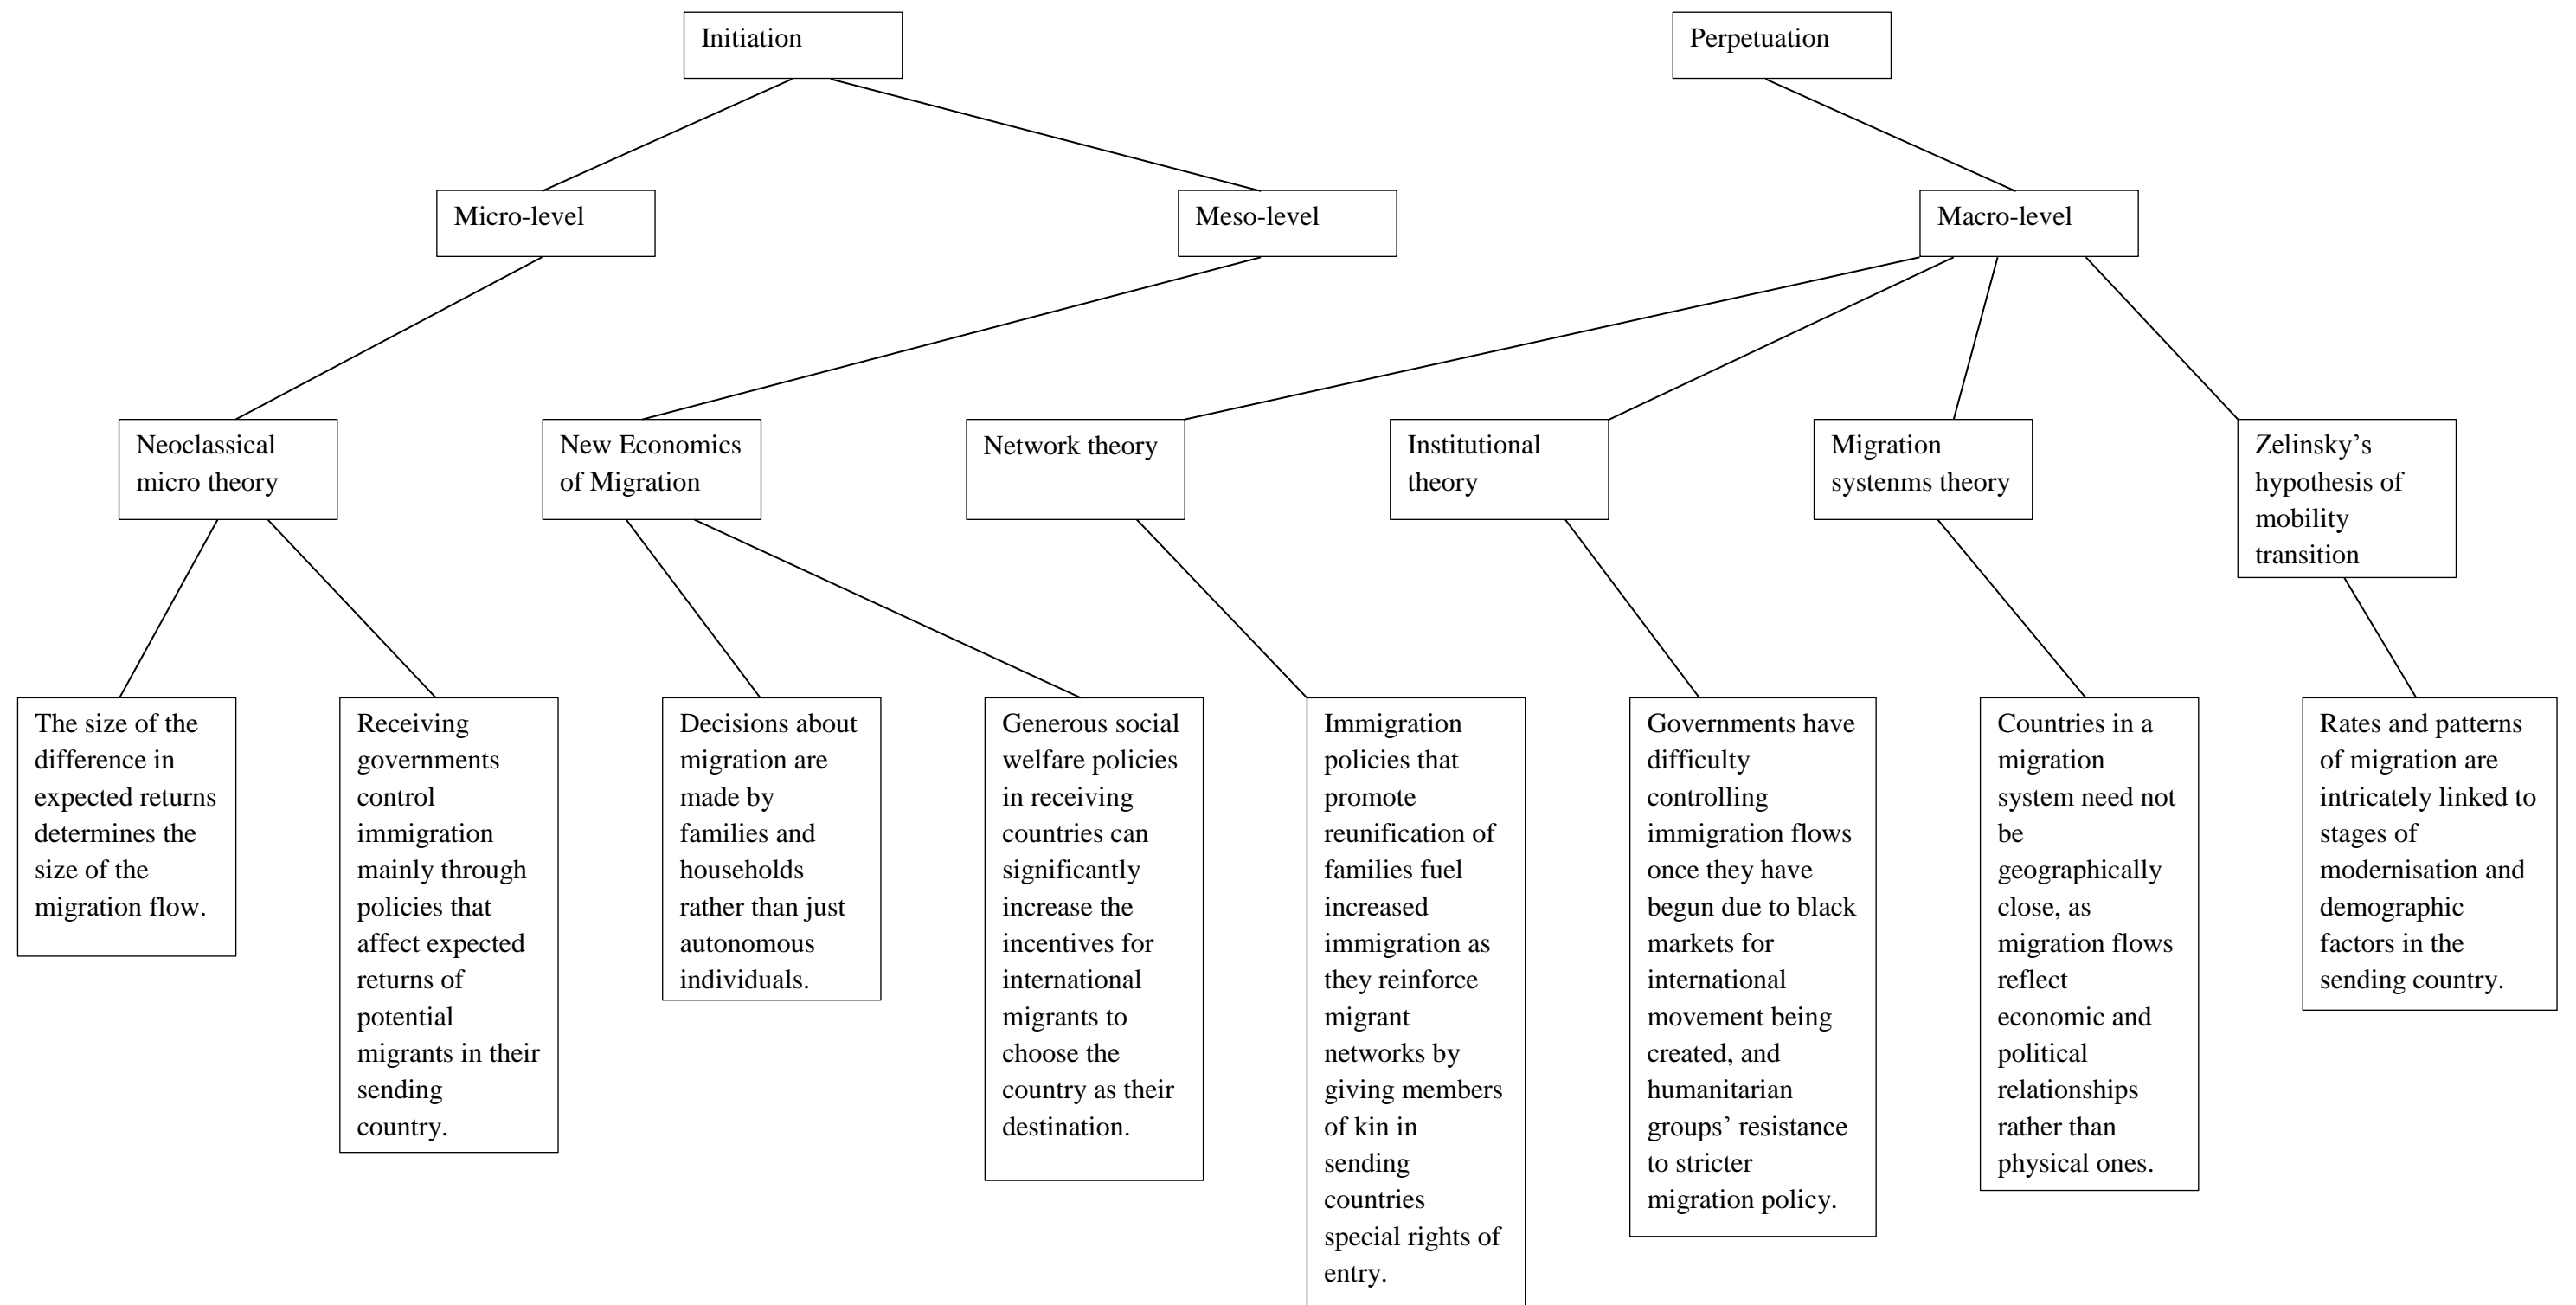 Initiation
Perpetuation
Micro-level
Meso-level
Macro-level
Neoclassical
micro theory
New Economics
of Migration
Network theory
Institutional
theory
Migration
systenms theory
Zelinsky’s
hypothesis of
mobility
transition
The size of the
difference in
expected returns
determines the
size of the
migration flow.
Receiving
governments
control
immigration
mainly through
policies that
affect expected
returns of
potential
migrants in their
sending
country.
Decisions about
migration are
made by
families and
households
rather than just
autonomous
individuals.
Generous social
welfare policies
in receiving
countries can
significantly
increase the
incentives for
international
migrants to
choose the
country as their
destination.
Immigration
policies that
promote
reunification of
families fuel
increased
immigration as
they reinforce
migrant
networks by
giving members
of kin in
sending
countries
special rights of
entry.
Governments have
difficulty
controlling
immigration flows
once they have
begun due to black
markets for
international
movement being
created, and
humanitarian
groups’ resistance
to stricter
migration policy.
Countries in a
migration
system need not
be
geographically
close, as
migration flows
reflect
economic and
political
relationships
rather than
physical ones.
Rates and patterns
of migration are
intricately linked to
stages of
modernisation and
demographic
factors in the
sending country.